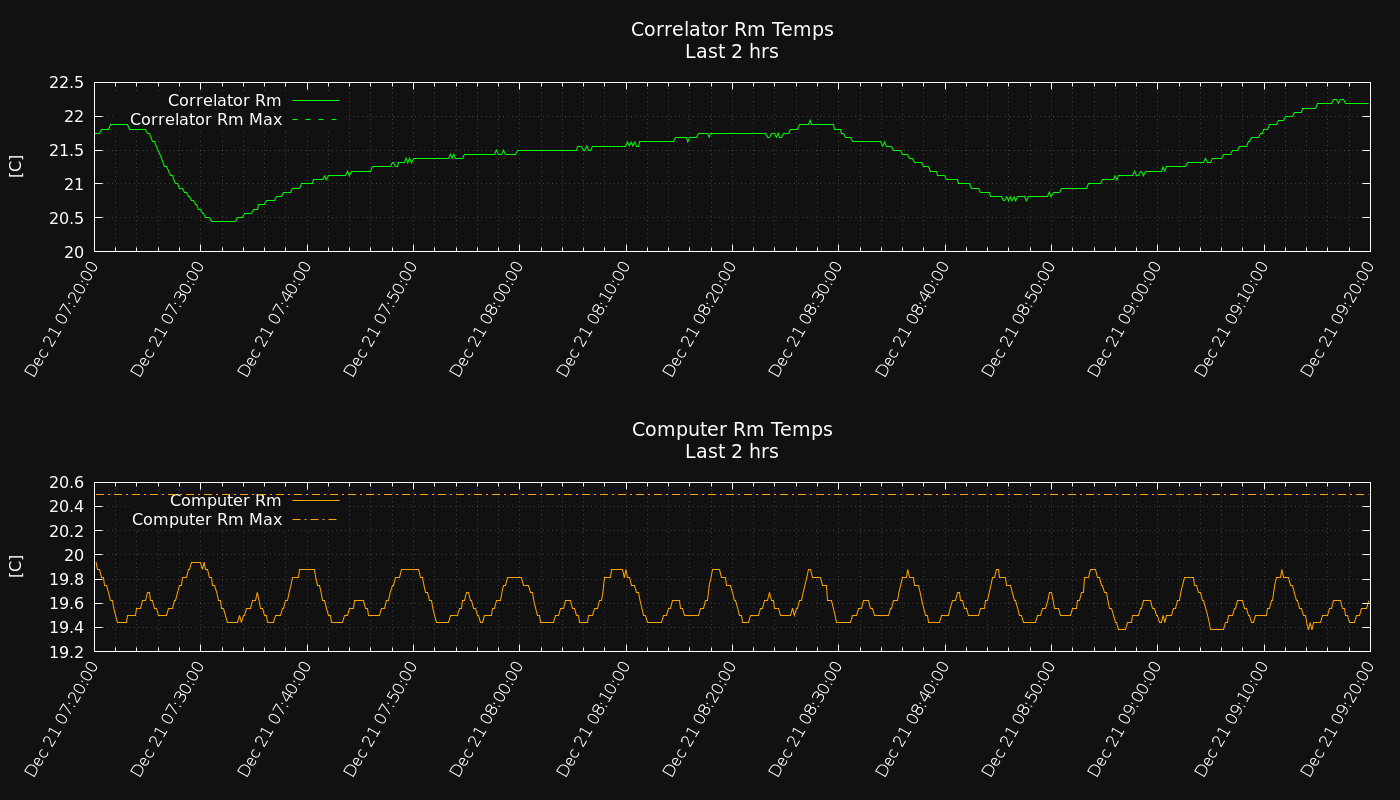 Correlator Rm Temps
Last 2 hrs
22.5
22
21.5
21
20.5
20
[C]
Correlator Rm
Correlator Rm Max
Dec 21 07:20:00
Dec 21 07:30:00
Dec 21 07:40:00
Dec 21 07:50:00
Dec 21 08:00:00
Dec 21 08:10:00
Dec 21 08:20:00
Dec 21 08:30:00
Dec 21 08:40:00
Dec 21 08:50:00
Dec 21 09:00:00
Dec 21 09:10:00
Dec 21 09:20:00
Computer Rm Temps
Last 2 hrs
20.6
20.4
20.2
20
19.8
19.6
19.4
19.2
[C]
Computer Rm
Computer Rm Max
Dec 21 07:20:00
Dec 21 07:30:00
Dec 21 07:40:00
Dec 21 07:50:00
Dec 21 08:00:00
Dec 21 08:10:00
Dec 21 08:20:00
Dec 21 08:30:00
Dec 21 08:40:00
Dec 21 08:50:00
Dec 21 09:00:00
Dec 21 09:10:00
Dec 21 09:20:00